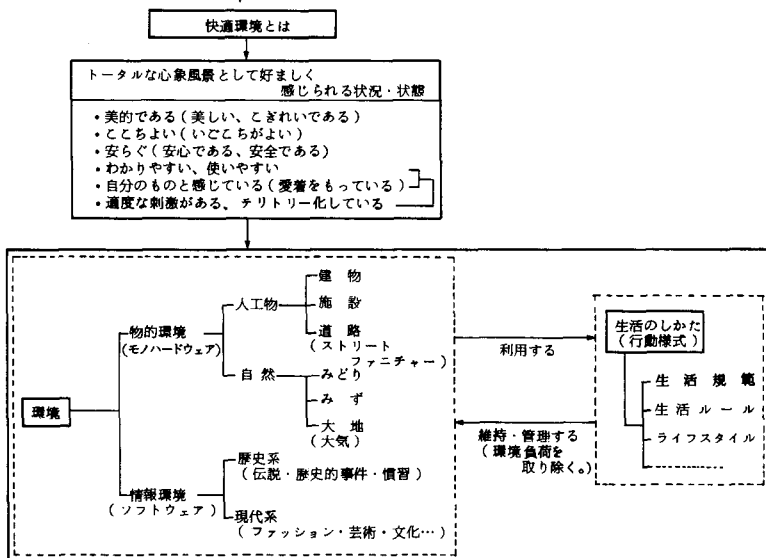 快適環境とは
トータルな心象風景として好ましく
感じられる状況・状態
・美的である(美しい、こぎれいである)
・ここちよい(いごこちがよい)
・安らぐ(安心である、安全である)
・わかりやすい、使いやすい
・自分のものと感じている(愛着をもっている)
・適度な刺激がある、テリトリー化している
環境
物的環境
(モノハードウェア)
人工物
建物
施設
道路
(ストリート
ファニチャー)
自然
みどり
みず
大地
(大気)
情報環境
(ソフトウェア)
歴史系
(伝説・歴史的事件・慣習)
現代系
(ファッション・芸術・文化…)
利用する
維持・管理する
(環境負荷を
取り除く。)
生活のしかた
(行動様式)
生活規範
生活ルール
ライフスタイル